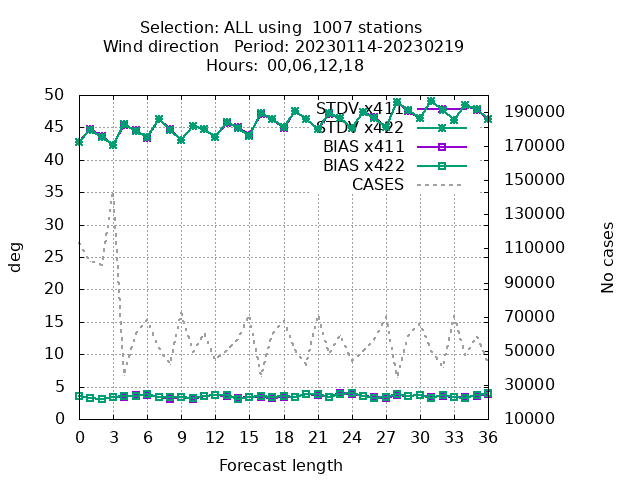 Selection: ALL using  1007 stations
Wind direction   Period: 20230114-20230219
Hours:  00,06,12,18
STDV x411
STDV x422
BIAS x411
BIAS x422
CASES
deg
50
45
40
35
30
25
20
15
10
5
0
No cases
190000
170000
150000
130000
110000
90000
70000
50000
30000
10000
0 3 6 9 12 15 18 21 24 27 30 33 36
Forecast length